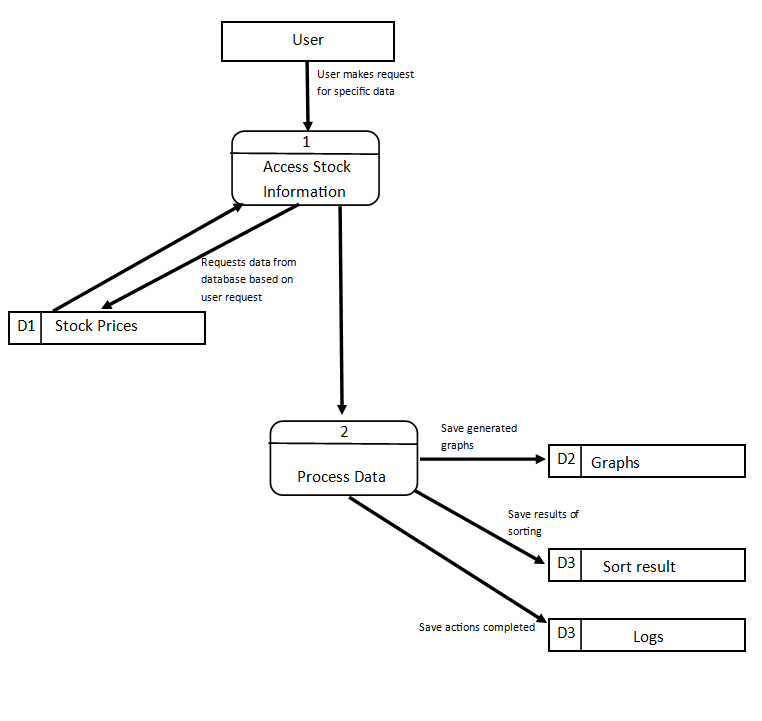 User
User makes request
for specific data
1
Access Stock
Information
Requests data from
database based on
user request
D1
Stock Prices
2
Process Data
Save generated
graphs
D2
Graphs
Save results of
sorting
D3
Sort result
Save actions completed
D3
Logs